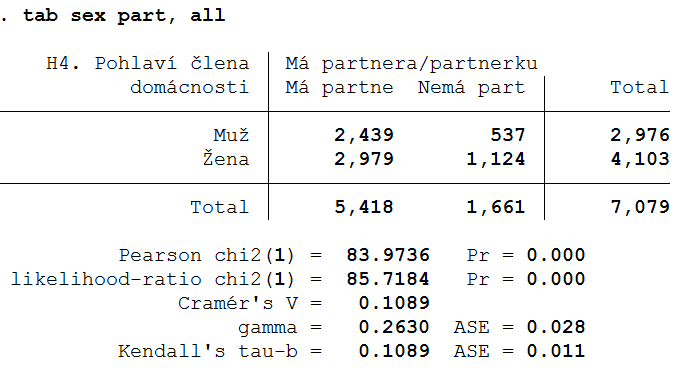 . tab sex part, all
H4. Pohlaví člena Má partnera/partnerku
domácnosti Má partne Nemá part Total
Muž 2,439 537 2,976
Žena 2,979 1,124 4,103
Total 5,418 1,661 7,079
Pearson chi2(1) = 83.9736 Pr = 0.000
likelihood-ratio chi2(1) = 85.7184 Pr = 0.000
Cramér's V = 0.1089
gamma = 0.2630 ASE = 0.028
Kendall's tau-b = 0.1089 ASE = 0.011